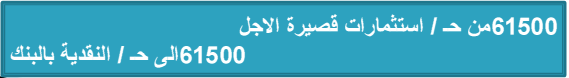 61500من حـ / استثمارات قصيرة الاجل
61500الى حـ / النقدية بالبنك